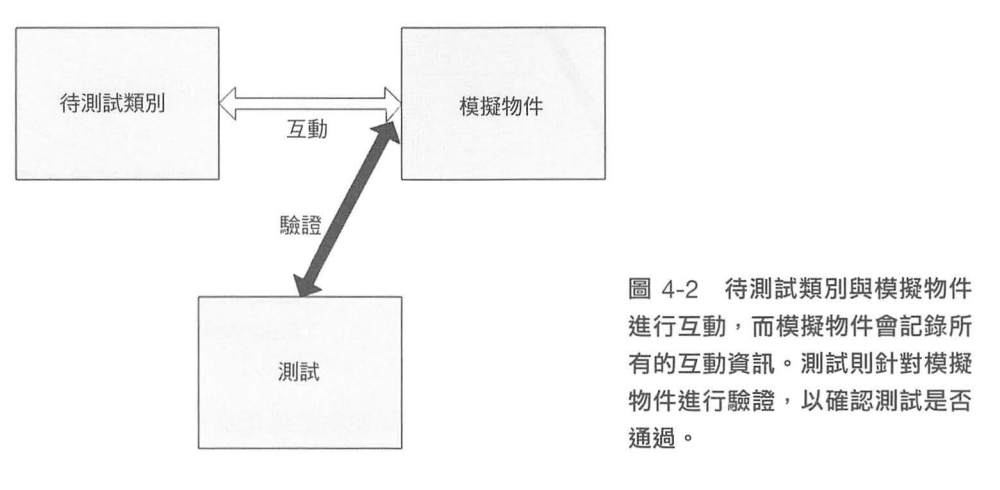 待測試類別
模擬物件
互動
驗證
測試
圖 4-2　待測試類別與模擬物件
進行互動，而模擬物件會記錄所
有的互動資訊。測試則針對模擬
物件進行驗證，以確認測試是否
通過。